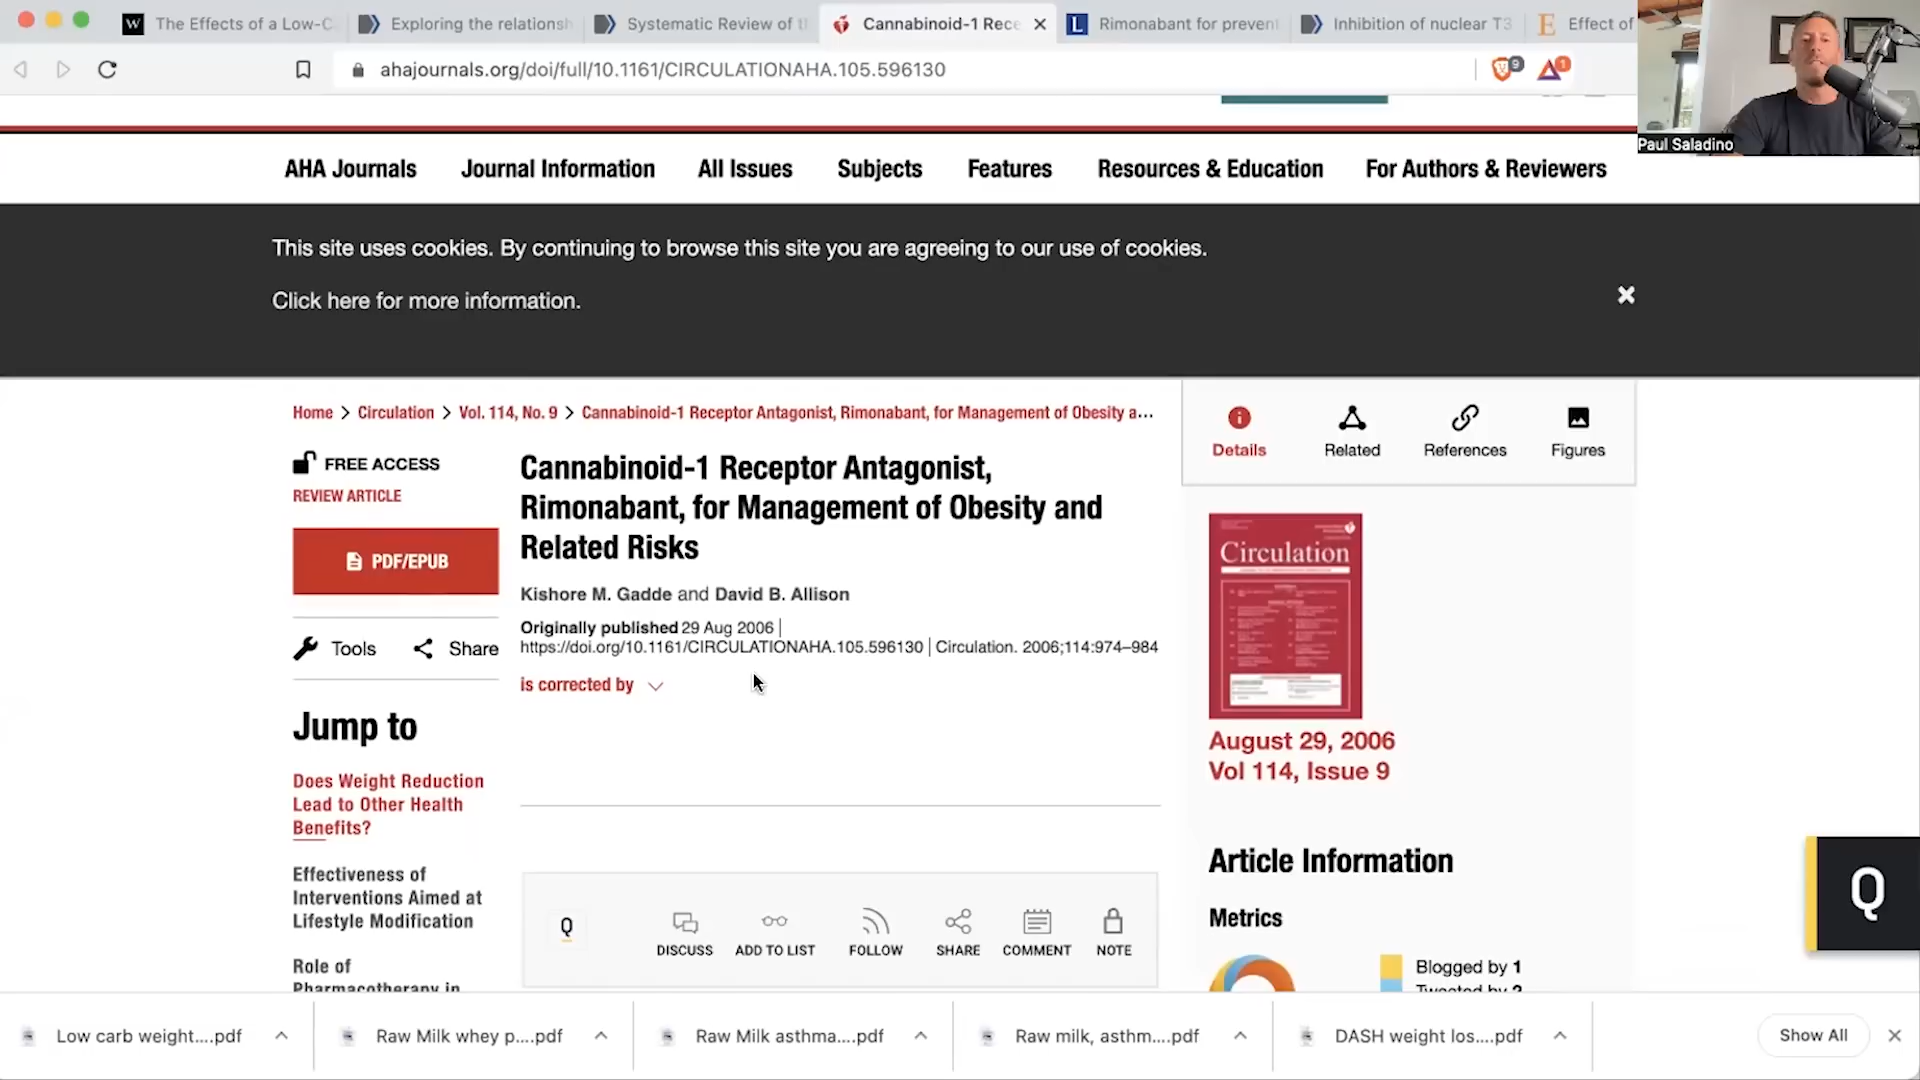 The Effects of a Low-C
Exploring the relationsh
Systematic Review of t
Cannabinoid-1 Rece
Rimonabant for preven
Inhibition of nuclear T3
Effect of
ahajournals.org/doi/full/10.1161/CIRCULATIONAHA.105.596130
9
1
Paul Saladino
AHA Journals
Journal Information
All Issues
Subjects
Features
Resources & Education
For Authors & Reviewers
This site uses cookies. By continuing to browse this site you are agreeing to our use of cookies.
Click here for more information.
Home > Circulation > Vol. 114, No. 9 > Cannabinoid-1 Receptor Antagonist, Rimonabant, for Management of Obesity a...
FREE ACCESS
REVIEW ARTICLE
PDF/EPUB
Tools
Share
Jump to
Does Weight Reduction
Lead to Other Health
Benefits?
Effectiveness of
Interventions Aimed at
Lifestyle Modification
Role of
Pharmacotherapy in
Cannabinoid-1 Receptor Antagonist,
Rimonabant, for Management of Obesity and
Related Risks
Kishore M. Gadde and David B. Allison
Originally published 29 Aug 2006 |
https://doi.org/10.1161/CIRCULATIONAHA.105.596130 | Circulation. 2006;114:974–984
is corrected by
Q
DISCUSS
ADD TO LIST
FOLLOW
SHARE
COMMENT
NOTE
Details
Related
References
Figures
Circulation
August 29, 2006
Vol 114, Issue 9
Article Information
Metrics
Blogged by 1
Tweeted by 2
Q
Low carb weight....pdf
Raw Milk whey p....pdf
Raw Milk asthma....pdf
Raw milk, asthm....pdf
DASH weight los....pdf
Show All